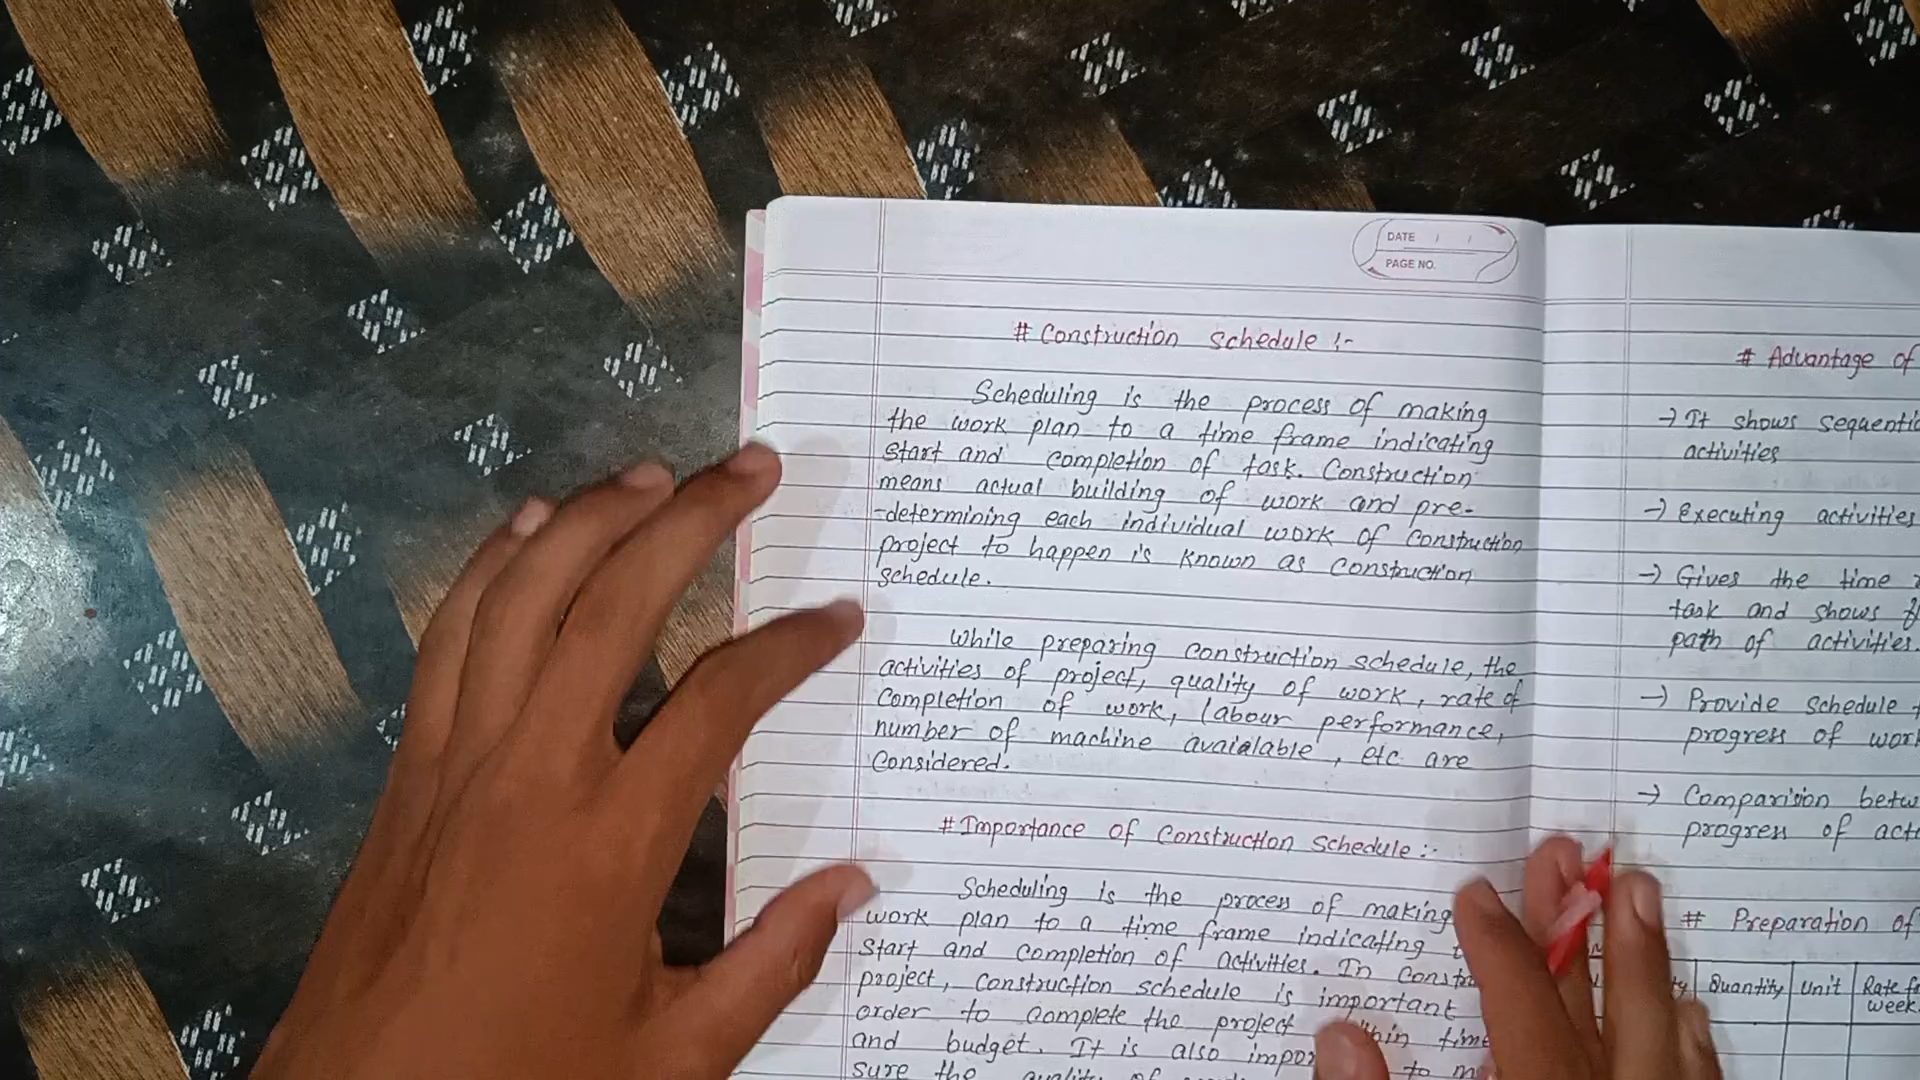 DATE / /
PAGE NO.
# Construction Schedule :-
Scheduling is the process of making
the work plan to a time frame indicating
start and completion of task. Construction
means actual building of work and pre-
-determining each individual work of construction
project to happen is known as construction
schedule.
While preparing construction schedule, the
activities of project, quality of work, rate of
completion of work, labour performance,
number of machine avaialable, etc. are
considered.
# Importance of Construction Schedule :-
Scheduling is the process of making
work plan to a time frame indicating
start and completion of activities. In
project, construction schedule is important
order to complete the project time
and budget. It is also to
sure the quality of
# Advantage of
→ It shows
activities
→ Executing activities
→ Gives the time
task and shows
path of activities.
→ Provide schedule
progress of
→ Comparision
progress of
# Preparation of
Quantity Unit Rate
week